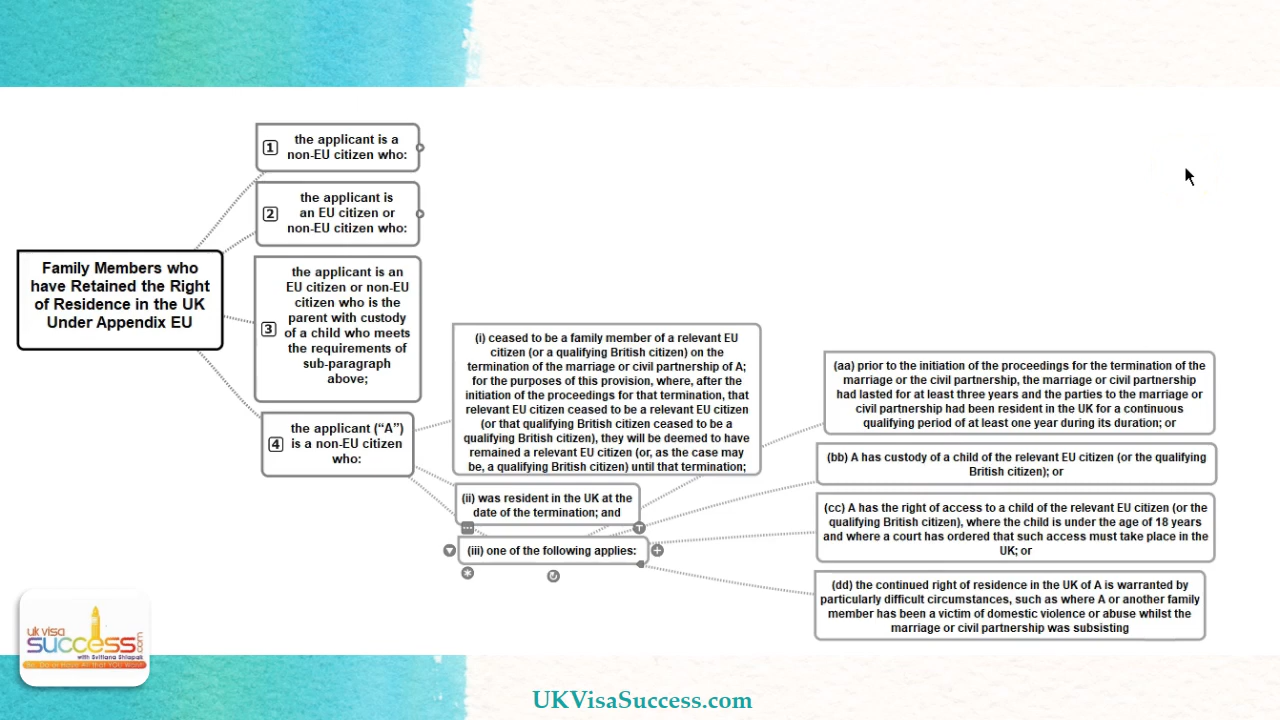 1
the applicant is a
non-EU citizen who:
2
the applicant is
an EU citizen or
non-EU citizen who:
Family Members who
have Retained the Right
of Residence in the UK
Under Appendix EU
3
the applicant is an
EU citizen or non-EU
citizen who is the
parent with custody
of a child who meets
the requirements of
sub-paragraph
above;
4
the applicant (“A”)
is a non-EU citizen
who:
(i) ceased to be a family member of a relevant EU
citizen (or a qualifying British citizen) on the
termination of the marriage or civil partnership of A;
for the purposes of this provision, where, after the
initiation of the proceedings for that termination, that
relevant EU citizen ceased to be a relevant EU citizen
(or that qualifying British citizen ceased to be a
qualifying British citizen), they will be deemed to have
remained a relevant EU citizen (or, as the case may
be, a qualifying British citizen) until that termination;
(ii) was resident in the UK at the
date of the termination; and
(iii) one of the following applies:
(aa) prior to the initiation of the proceedings for the termination of the
marriage or the civil partnership, the marriage or civil partnership
had lasted for at least three years and the parties to the marriage or
civil partnership had been resident in the UK for a continuous
qualifying period of at least one year during its duration; or
(bb) A has custody of a child of the relevant EU citizen (or the qualifying
British citizen); or
(cc) A has the right of access to a child of the relevant EU citizen (or the
qualifying British citizen), where the child is under the age of 18 years
and where a court has ordered that such access must take place in the
UK; or
(dd) the continued right of residence in the UK of A is warranted by
particularly difficult circumstances, such as where A or another family
member has been a victim of domestic violence or abuse whilst the
marriage or civil partnership was subsisting
uk visa
success.com
with Svitlana Shlapak
UKVisaSuccess.com